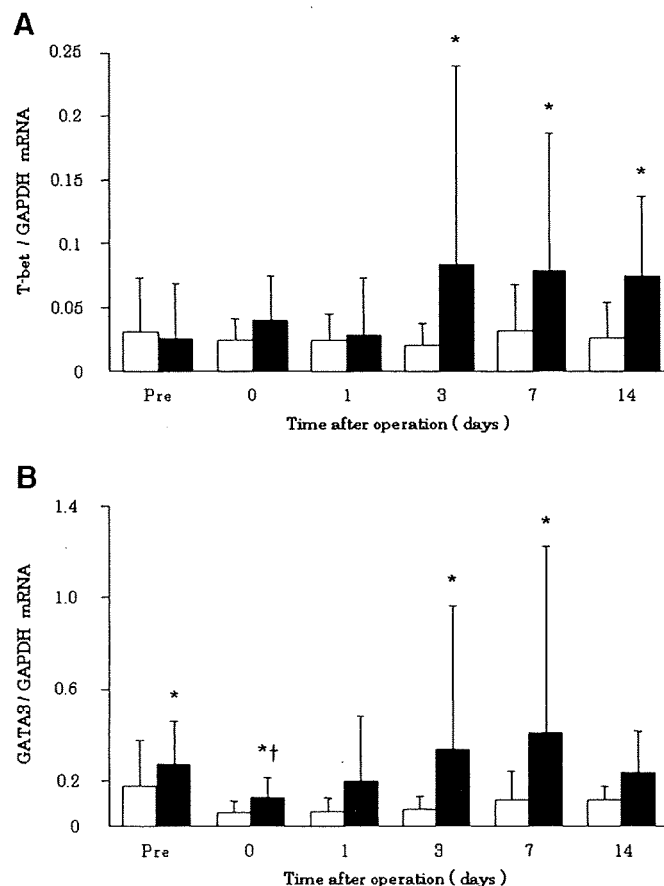 A
0.25
*
*
0.2
*
0.15
0.1
0.05
0
T-bet / GAPDH mRNA
Pre 0 1 3 7 14
Time after operation ( days )
B
1.4
*
*
1.0
0.6
*
*†
0.2
0
GATA3 / GAPDH mRNA
Pre 0 1 3 7 14
Time after operation ( days )